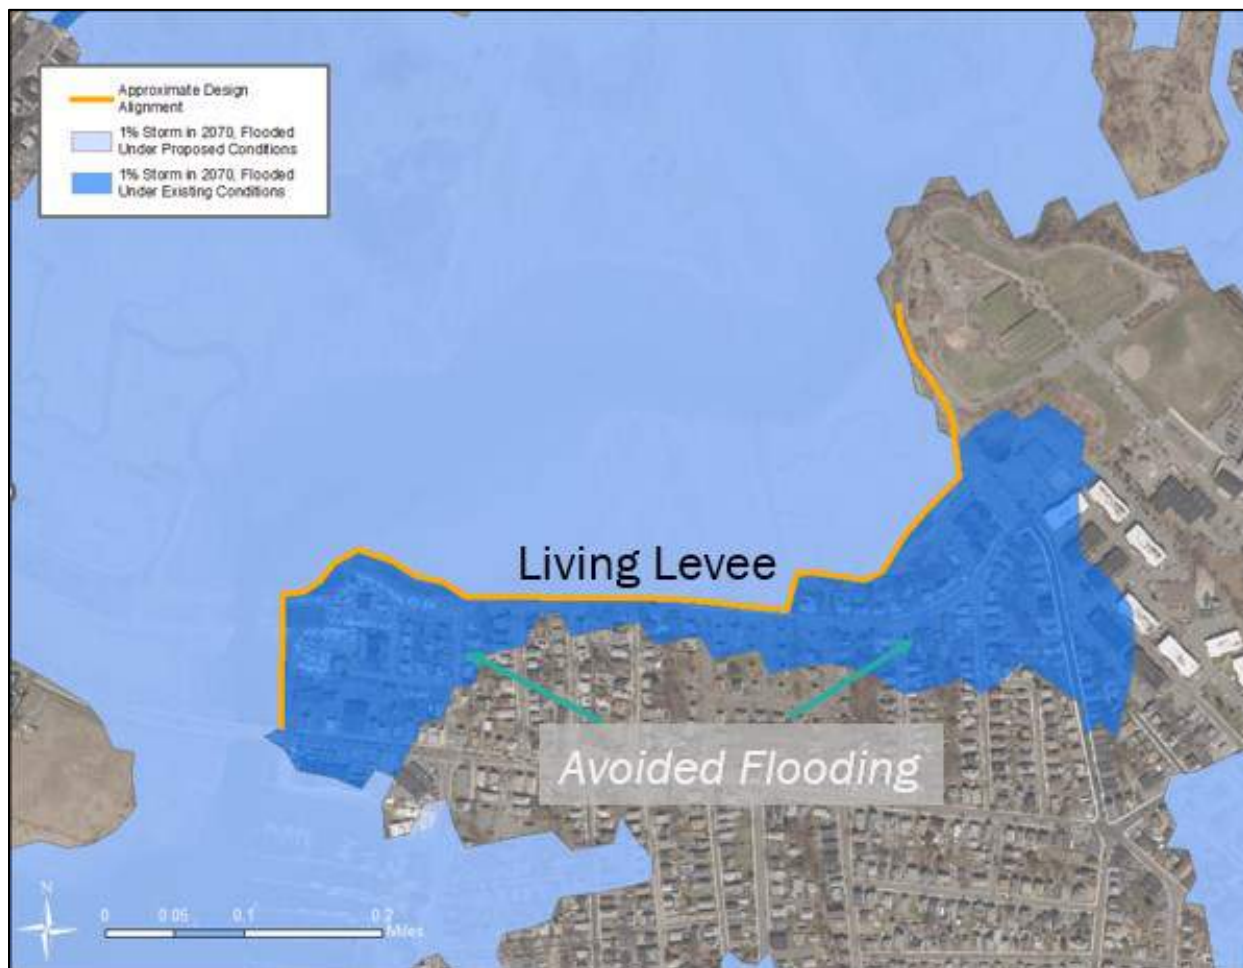 Approximate Design
Alignment
1% Storm in 2070, Flooded
Under Proposed Conditions
1% Storm in 2070, Flooded
Under Existing Conditions
Living Levee
Avoided Flooding
N
0 0.05 0.1 0.2
Miles